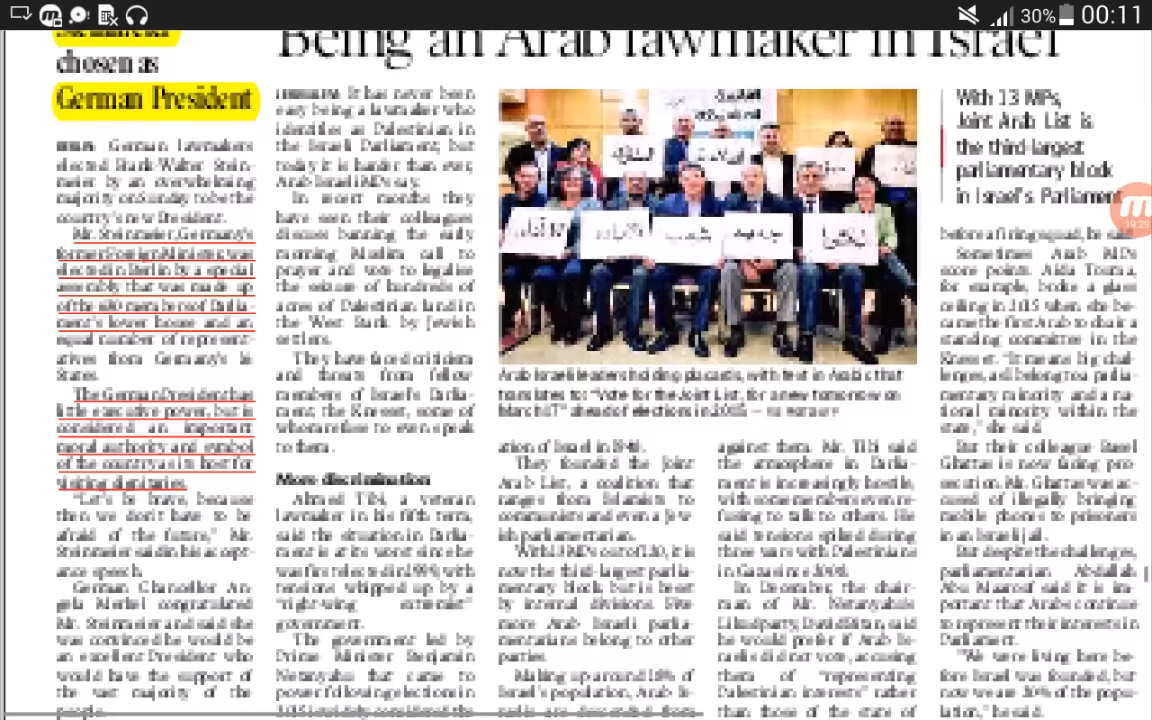 30% 00:11
chosen as
German President
German lawmakers
elected Frank-Walter Stein-
meier by an overwhelming
majority on Sunday to be the
country's new President.
Mr. Steinmeier, Germany's
former Foreign Minister, was
elected in Berlin by a special
assembly that was made up
of the 630 members of Parlia-
ment's lower house and an
equal number of represent-
atives from Germany's 16
States.
The German President has
little executive power, but is
considered an important
moral authority and symbol
of the country as its host for
visiting dignitaries.
"Let's be brave, because
then we don't have to be
afraid of the future," Mr.
Steinmeier said in his accept-
ance speech.
German Chancellor An-
gela Merkel congratulated
Mr. Steinmeier and said she
was convinced he would be
an excellent President who
would have the support of
the vast majority of the
people.
Being an Arab lawmaker in Israel
It has never been
easy being a lawmaker who
identifies as Palestinian in
the Israeli Parliament, but
today it is harder than ever,
Arab Israeli MPs say.
In recent months they
have seen their colleagues
discuss banning the early
morning Muslim call to
prayer and vote to legalise
the seizure of hundreds of
acres of Palestinian land in
the West Bank by Jewish
settlers.
They have faced criticism
and threats from fellow
members of Israel's Parlia-
ment, the Knesset, some of
whom refuse to even speak
to them.
More discrimination
Ahmed Tibi, a veteran
lawmaker in his fifth term,
said the situation in Parlia-
ment is at its worst since he
was first elected in 1999, with
tensions whipped up by a
"right-wing extremist"
government.
The government led by
Prime Minister Benjamin
Netanyahu that came to
power following elections in
2015 is widely considered the
Arab Israeli leaders holding placards, with text in Arabic that
translates to: "Vote for the Joint List, for a new tomorrow on
March 17" ahead of elections in 2015.
ation of Israel in 1948.
They founded the Joint
Arab List, a coalition that
ranges from Islamists to
communists and even a Jew-
ish parliamentarian.
With 13 MPs out of 120, it is
now the third-largest parlia-
mentary block, but is beset
by internal divisions. Five
more Arab Israeli parlia-
mentarians belong to other
parties.
Making up around 18% of
Israel's population, Arab Is-
raelis are descended from
against them. Mr. Tibi said
the atmosphere in Parlia-
ment is increasingly hostile,
with some members even re-
fusing to talk to others. He
said tensions spiked during
three wars with Palestinians
in Gaza since 2008.
In December, the chair-
man of Mr. Netanyahu's
Likud party, David Bitan, said
he would prefer if Arab Is-
raelis did not vote, accusing
them of "representing
Palestinian interests" rather
than those of the state of
With 13 MPs,
Joint Arab List is
the third-largest
parliamentary block
in Israel's Parliament
19:29
before a firing squad, he
Sometimes Arab MPs
score points. Aida Touma,
for example, broke a glass
ceiling in 2015 when she be-
came the first Arab to chair a
standing committee in the
Knesset. "It means big chal-
lenges, as I belong to a parlia-
mentary minority and a na-
tional minority within the
state," she said.
But their colleague Basel
Ghattas is now facing pro-
secution. Mr. Ghattas was ac-
cused of illegally bringing
mobile phones to prisoners
in an Israeli jail.
But despite the challenges,
parliamentarian Abdallah
Abu Maarouf said it is im-
portant that Arabs continue
to represent their interests in
Parliament.
"We were living here be-
fore Israel was founded, but
now we are 20% of the popu-
lation," he said.